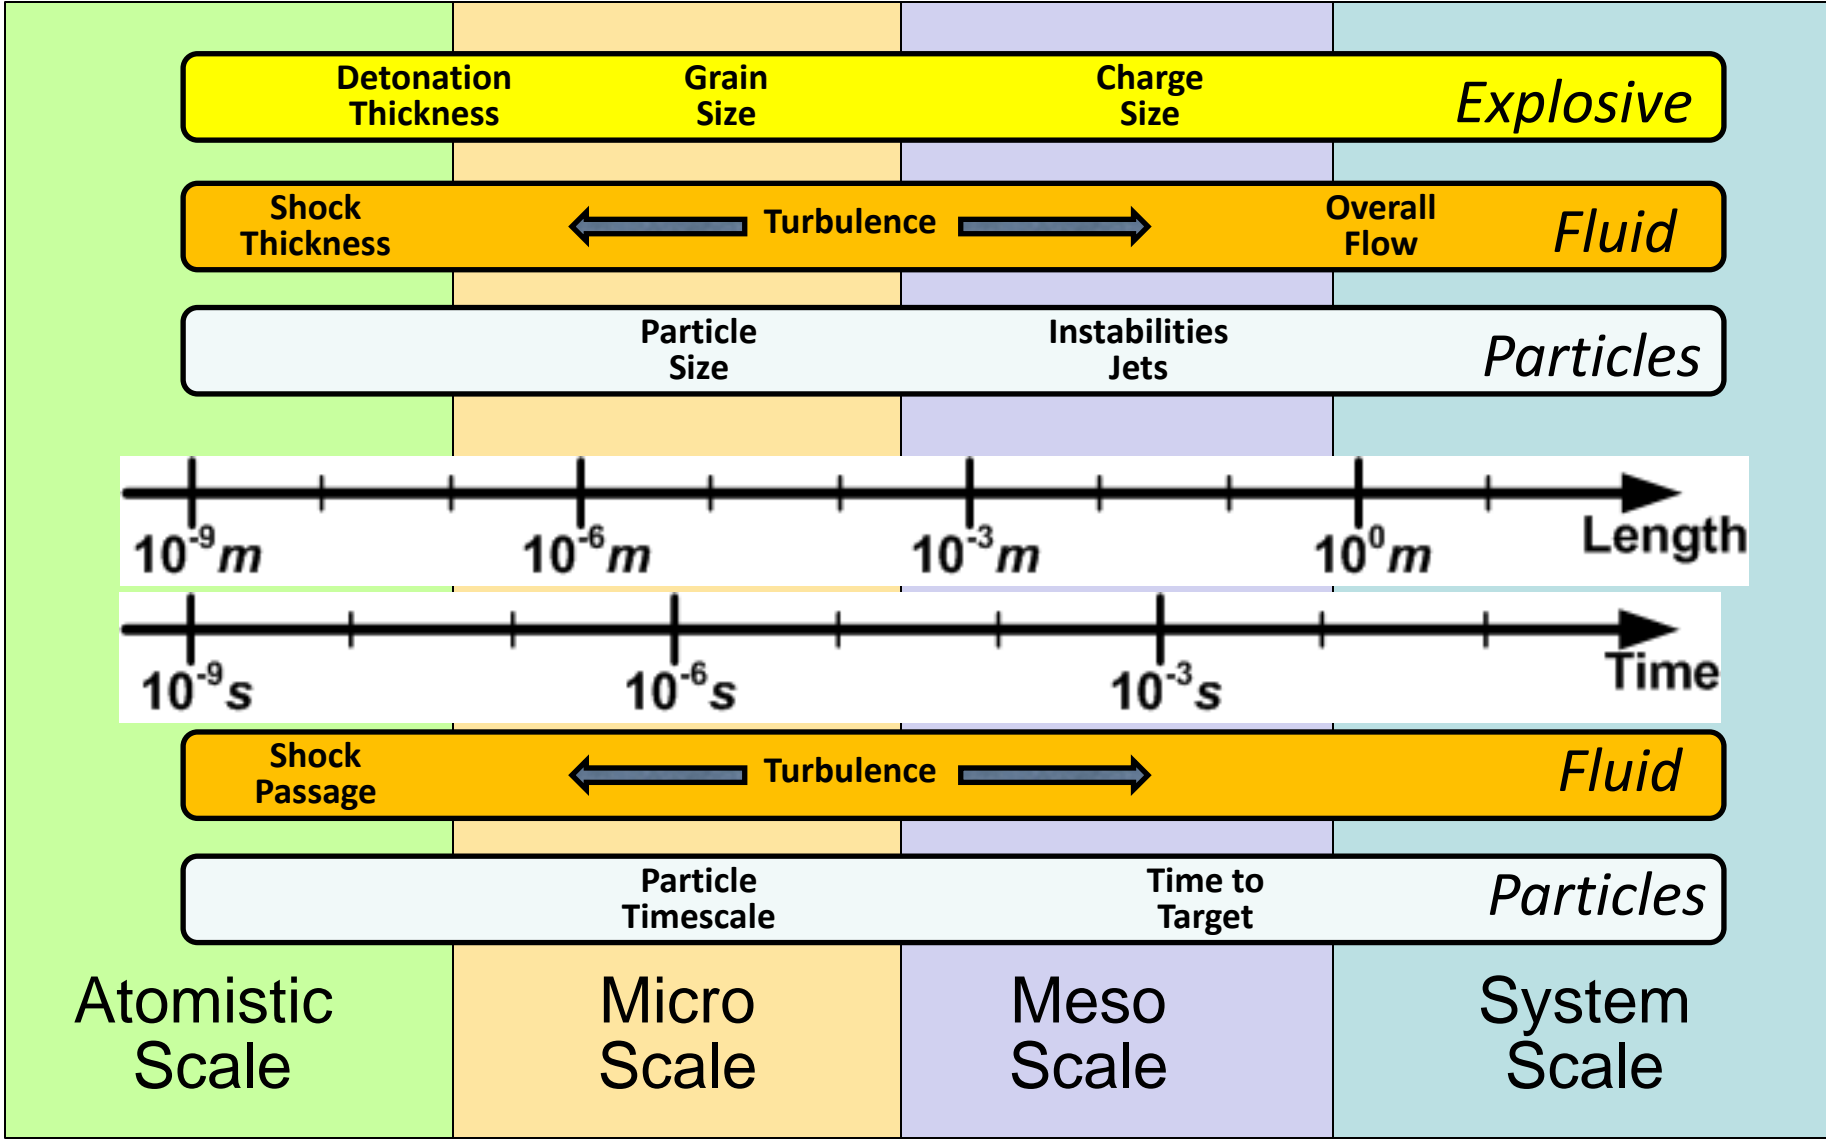 Detonation
Thickness
Grain
Size
Charge
Size
Explosive
Shock
Thickness
Turbulence
Overall
Flow
Fluid
Particle
Size
Instabilities
Jets
Particles
10⁻⁹m
10⁻⁶m
10⁻³m
10⁰m
Length
10⁻⁹s
10⁻⁶s
10⁻³s
Time
Shock
Passage
Turbulence
Fluid
Particle
Timescale
Time to
Target
Particles
Atomistic
Scale
Micro
Scale
Meso
Scale
System
Scale